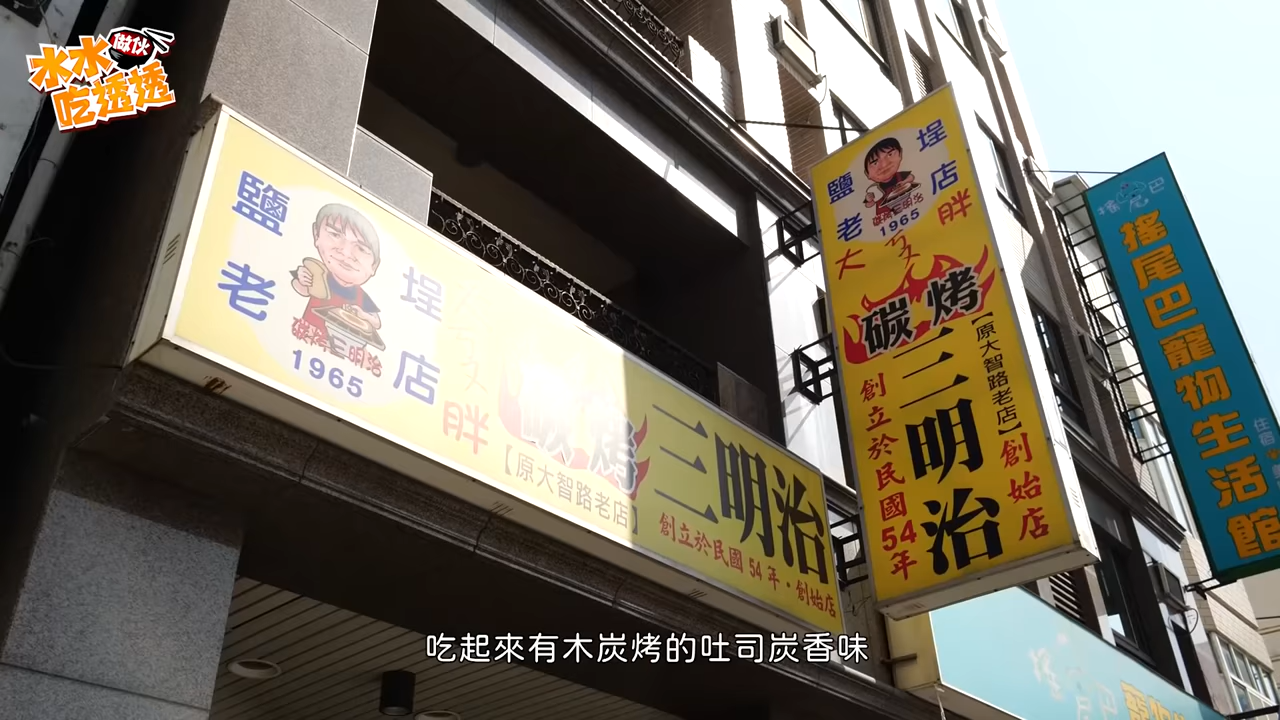 水水做伙
吃透透
鹽埕
老店
碳烤三明治
1965
胖
碳烤三明治
【原大智路老店】
創立於民國54年・創始店
鹽埕
老店
碳烤三明治
1965
大ㄎㄡ胖
碳烤三明治
【原大智路老店】創始店
創立於民國54年
搖尾巴
搖尾巴寵物生活館
住宿
吃起來有木炭烤的吐司炭香味